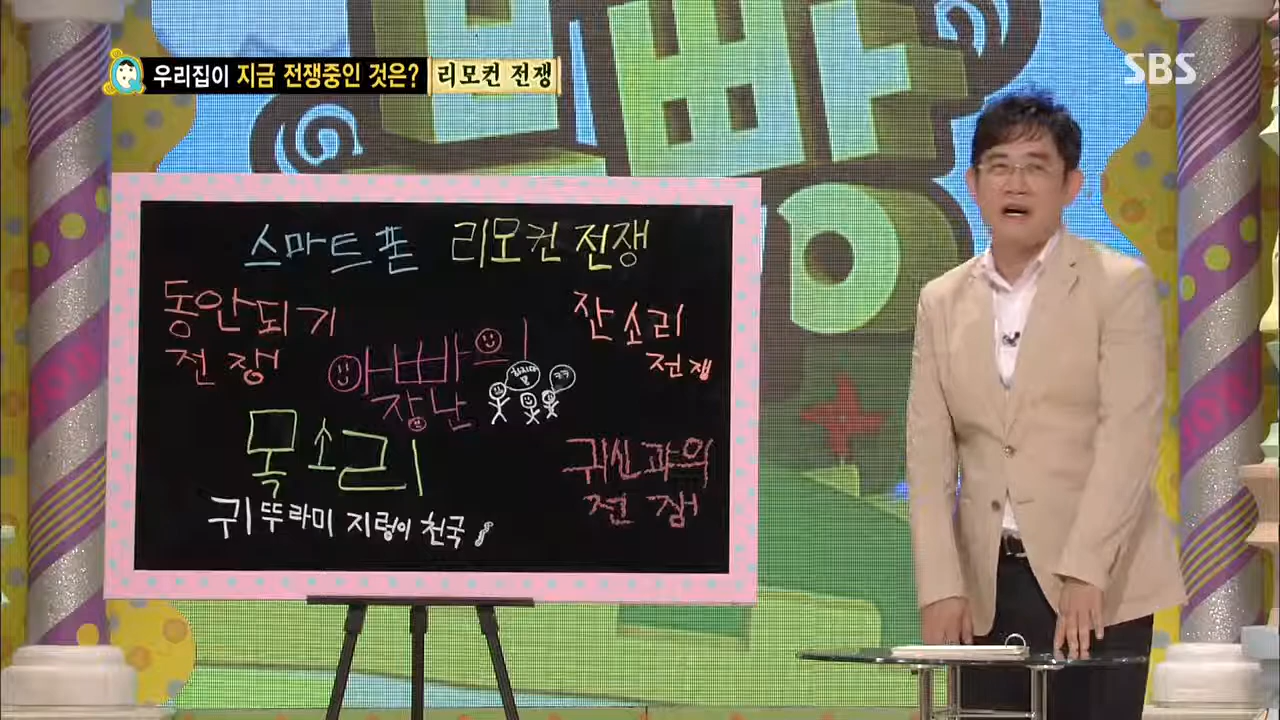 우리집이 지금 전쟁중인 것은? 리모컨 전쟁
SBS
빠
스마트폰 리모컨 전쟁
동안되기
전쟁
잔소리
전쟁
아빠의
장난
ㅋㅋ
목소리
귀신과의
전쟁
귀뚜라미 지렁이 천국